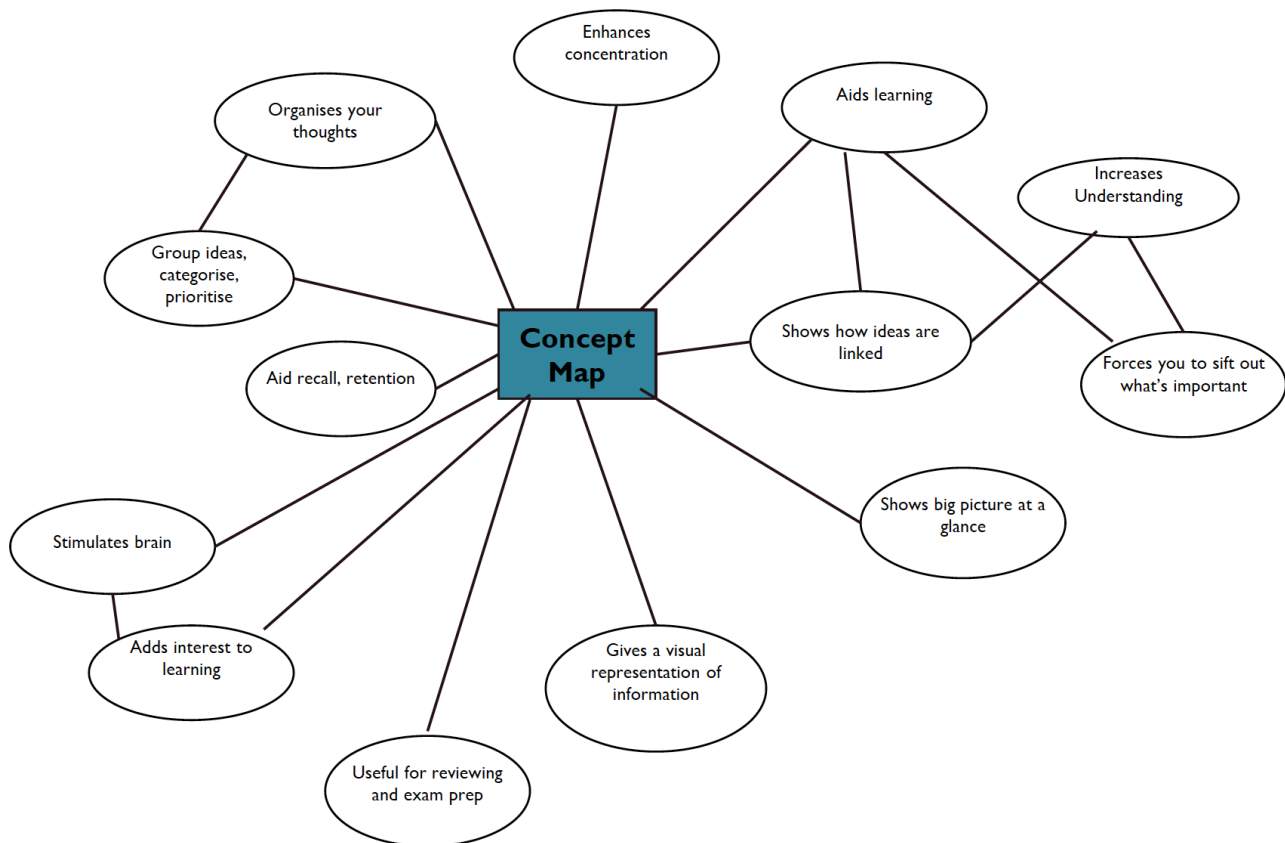 Enhances
concentration
Organises your
thoughts
Aids learning
Increases
Understanding
Group ideas,
categorise,
prioritise
Concept
Map
Shows how ideas are
linked
Forces you to sift out
what's important
Aid recall, retention
Shows big picture at a
glance
Stimulates brain
Adds interest to
learning
Gives a visual
representation of
information
Useful for reviewing
and exam prep